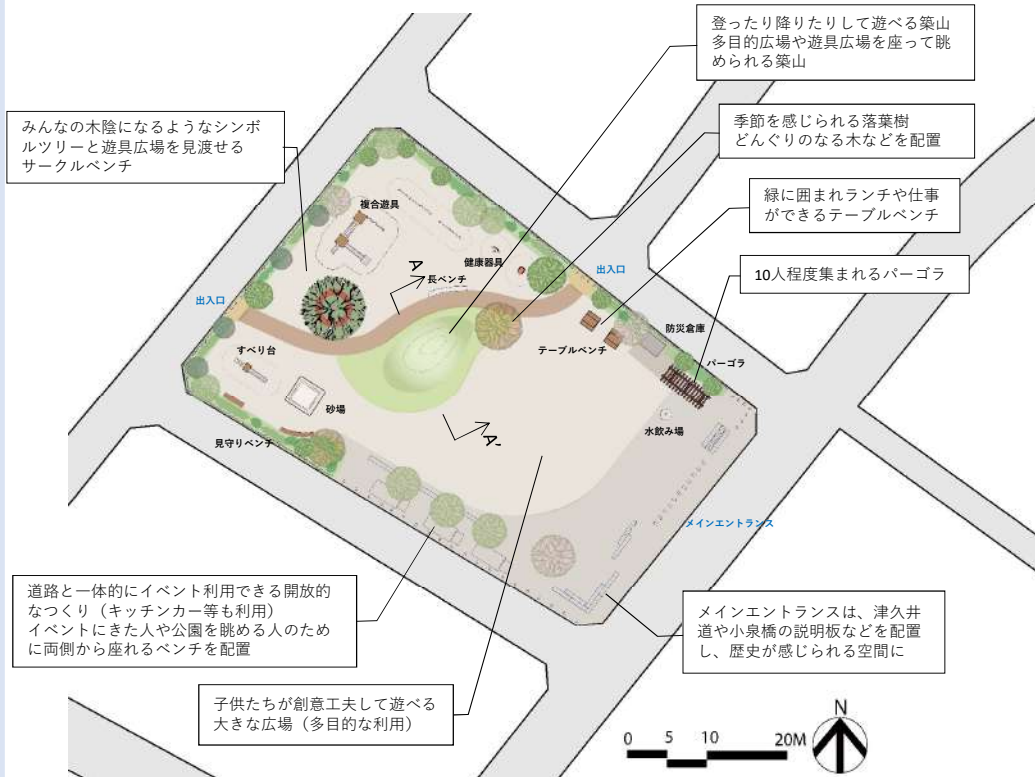 登ったり降りたりして遊べる築山
多目的広場や遊具広場を座って眺
められる築山
季節を感じられる落葉樹
どんぐりのなる木などを配置
みんなの木陰になるようなシンボ
ルツリーと遊具広場を見渡せる
サークルベンチ
緑に囲まれランチや仕事
ができるテーブルベンチ
10人程度集まれるパーゴラ
複合遊具
健康器具
A
長ベンチ
出入口
出入口
防災倉庫
テーブルベンチ
パーゴラ
すべり台
砂場
水飲み場
見守りベンチ
A'
メインエントランス
道路と一体的にイベント利用できる開放的
なつくり（キッチンカー等も利用）
イベントにきた人や公園を眺める人のため
に両側から座れるベンチを配置
メインエントランスは、津久井
道や小泉橋の説明板などを配置
し、歴史が感じられる空間に
子供たちが創意工夫して遊べる
大きな広場（多目的な利用）
N
0 5 10 20M